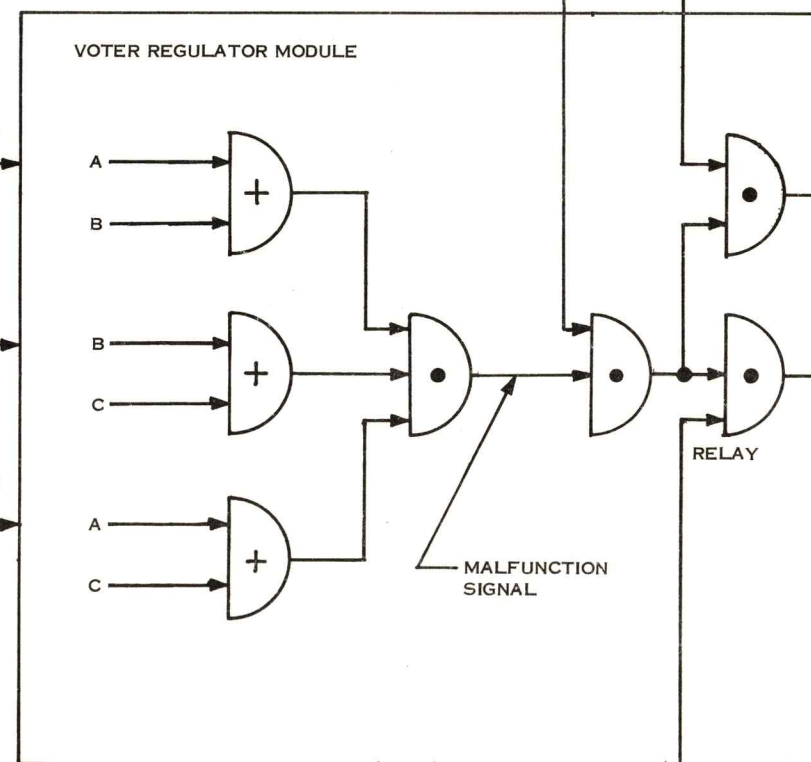 VOTER REGULATOR MODULE
A
+
B
B
+
C
A
+
C
RELAY
MALFUNCTION
SIGNAL